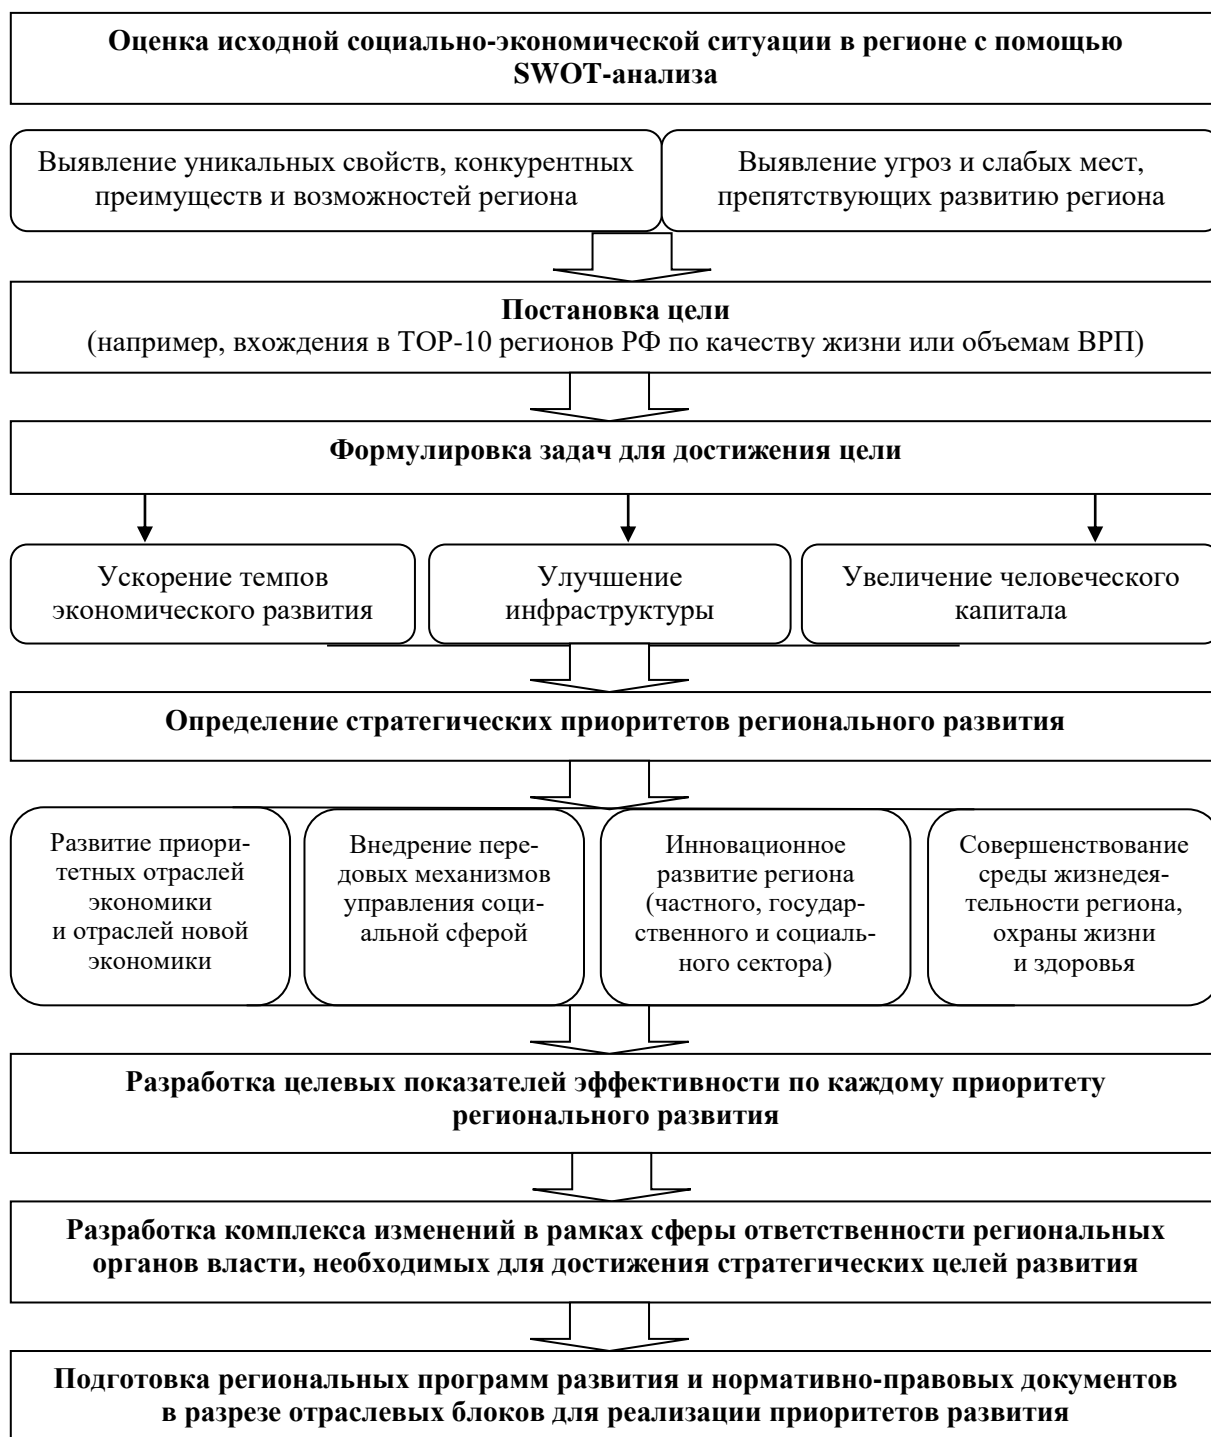 Оценка исходной социально-экономической ситуации в регионе с помощью
SWOT-анализа
Выявление уникальных свойств, конкурентных
преимуществ и возможностей региона
Выявление угроз и слабых мест,
препятствующих развитию региона
Постановка цели
(например, вхождения в TOP-10 регионов РФ по качеству жизни или объемам ВРП)
Формулировка задач для достижения цели
Ускорение темпов
экономического развития
Улучшение
инфраструктуры
Увеличение человеческого
капитала
Определение стратегических приоритетов регионального развития
Развитие приори-
тетных отраслей
экономики
и отраслей новой
экономики
Внедрение пере-
довых механизмов
управления соци-
альной сферой
Инновационное
развитие региона
(частного, государ-
ственного и социаль-
ного сектора)
Совершенствование
среды жизнедея-
тельности региона,
охраны жизни
и здоровья
Разработка целевых показателей эффективности по каждому приоритету
регионального развития
Разработка комплекса изменений в рамках сферы ответственности региональных
органов власти, необходимых для достижения стратегических целей развития
Подготовка региональных программ развития и нормативно-правовых документов
в разрезе отраслевых блоков для реализации приоритетов развития